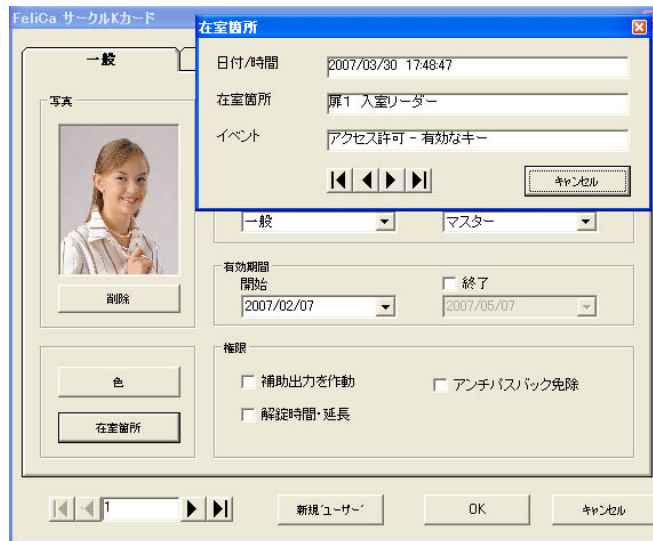 FeliCa サークルKカード
在室箇所
日付/時間
2007/03/30 17:48:47
在室箇所
扉1 入室リーダー
イベント
アクセス許可 - 有効なキー
キャンセル
一般
写真
削除
色
在室箇所
一般
マスター
有効期間
開始
終了
2007/02/07
2007/05/07
権限
補助出力を作動
アンチパスバック免除
解錠時間・延長
1
新規´ユーザー´
OK
キャンセル